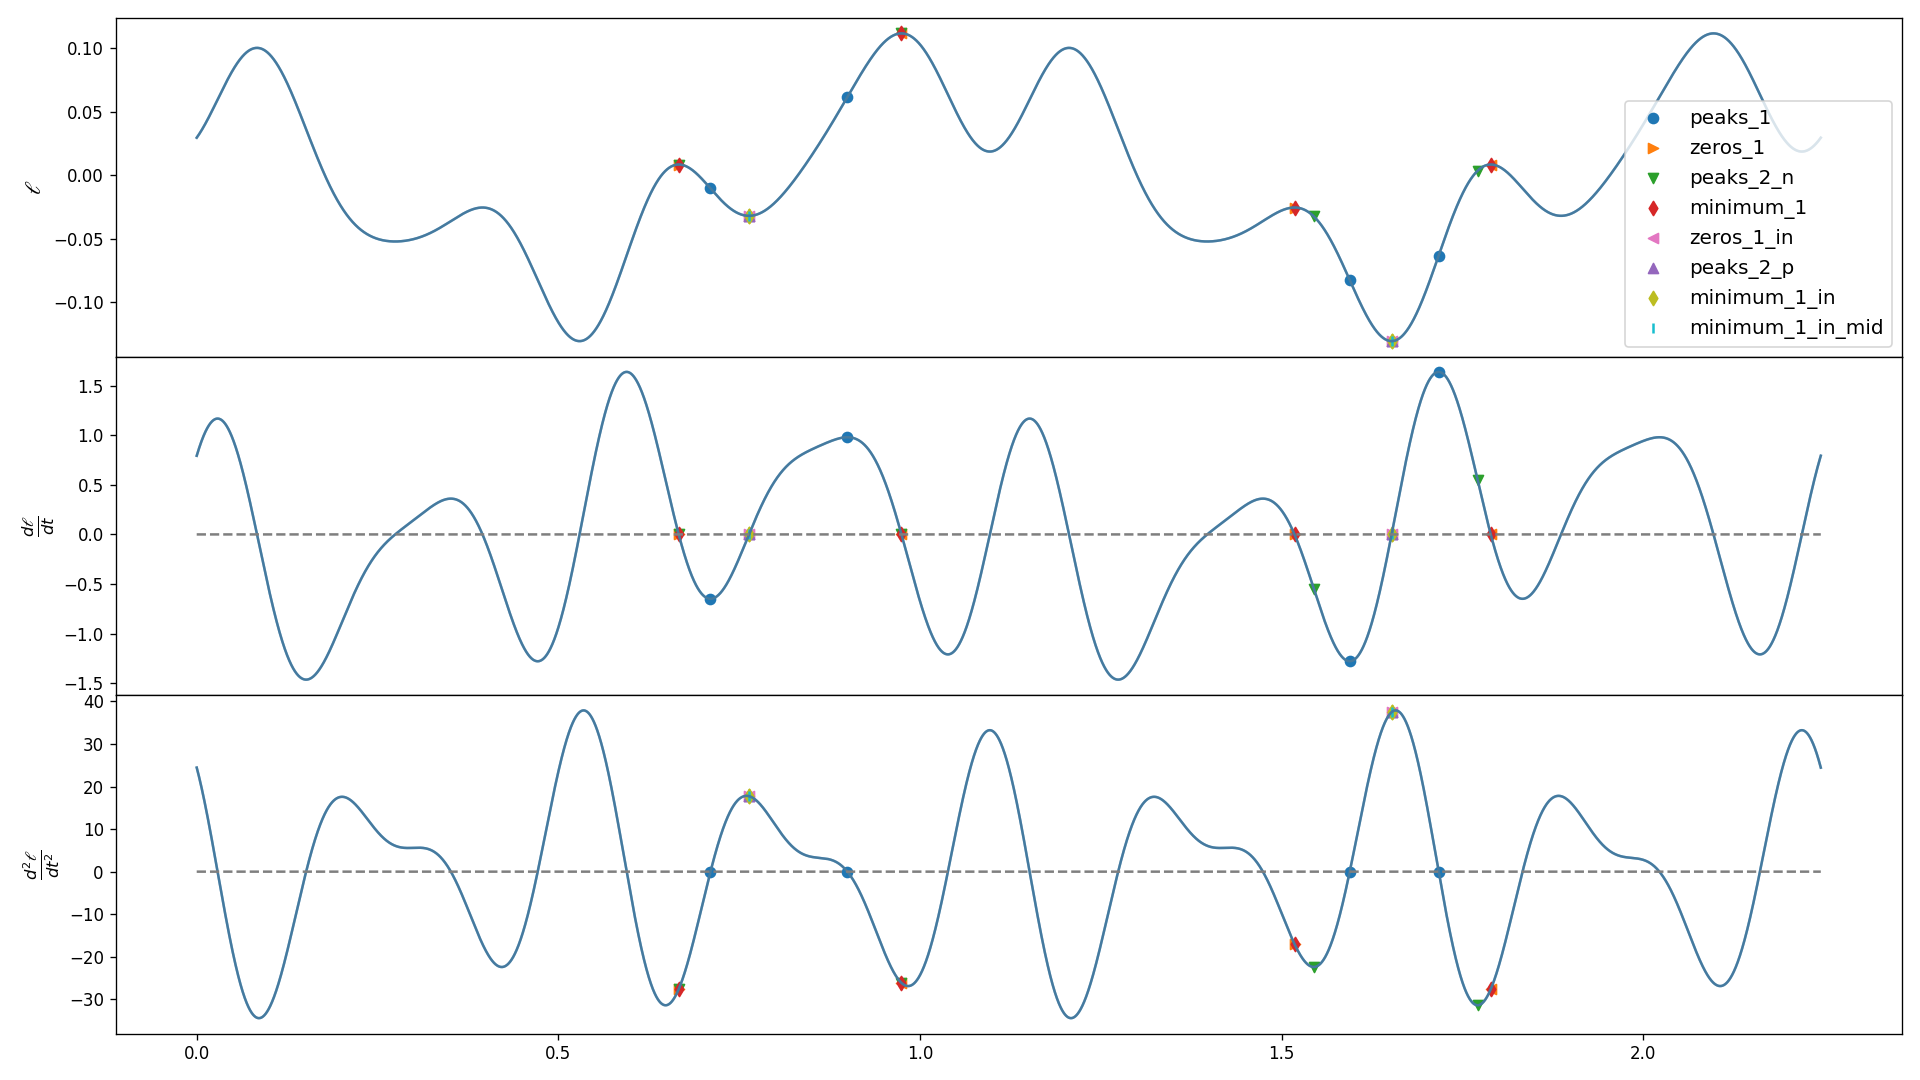 0.10
0.05
0.00
−0.05
−0.10
ℓ
peaks_1
zeros_1
peaks_2_n
minimum_1
zeros_1_in
peaks_2_p
minimum_1_in
minimum_1_in_mid
1.5
1.0
0.5
0.0
−0.5
−1.0
−1.5
dℓ
dt
40
30
20
10
0
−10
−20
−30
d²ℓ
dt²
0.0 0.5 1.0 1.5 2.0